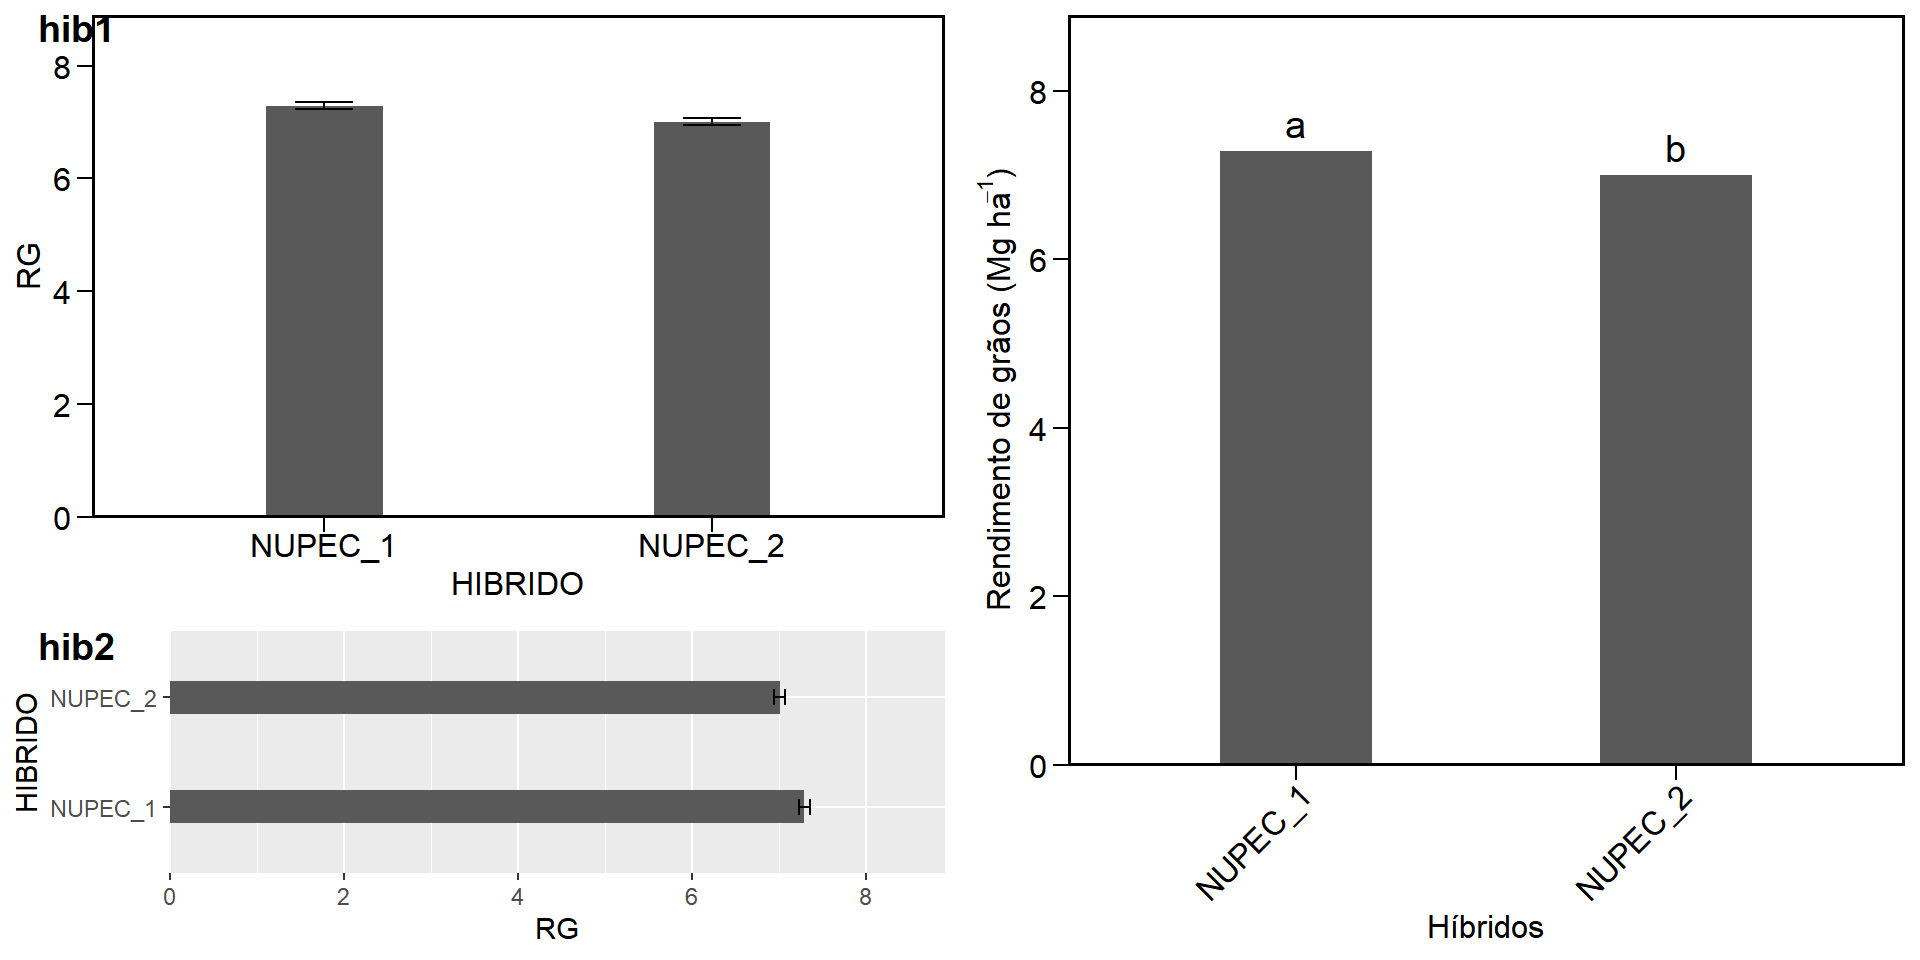 hib1
8
6
4
2
0
RG
NUPEC_1 NUPEC_2
HIBRIDO
hib2
HIBRIDO
NUPEC_2
NUPEC_1
0 2 4 6 8
RG
Rendimento de grãos (Mg ha⁻¹)
8
6
4
2
0
a
b
NUPEC_1
NUPEC_2
Híbridos